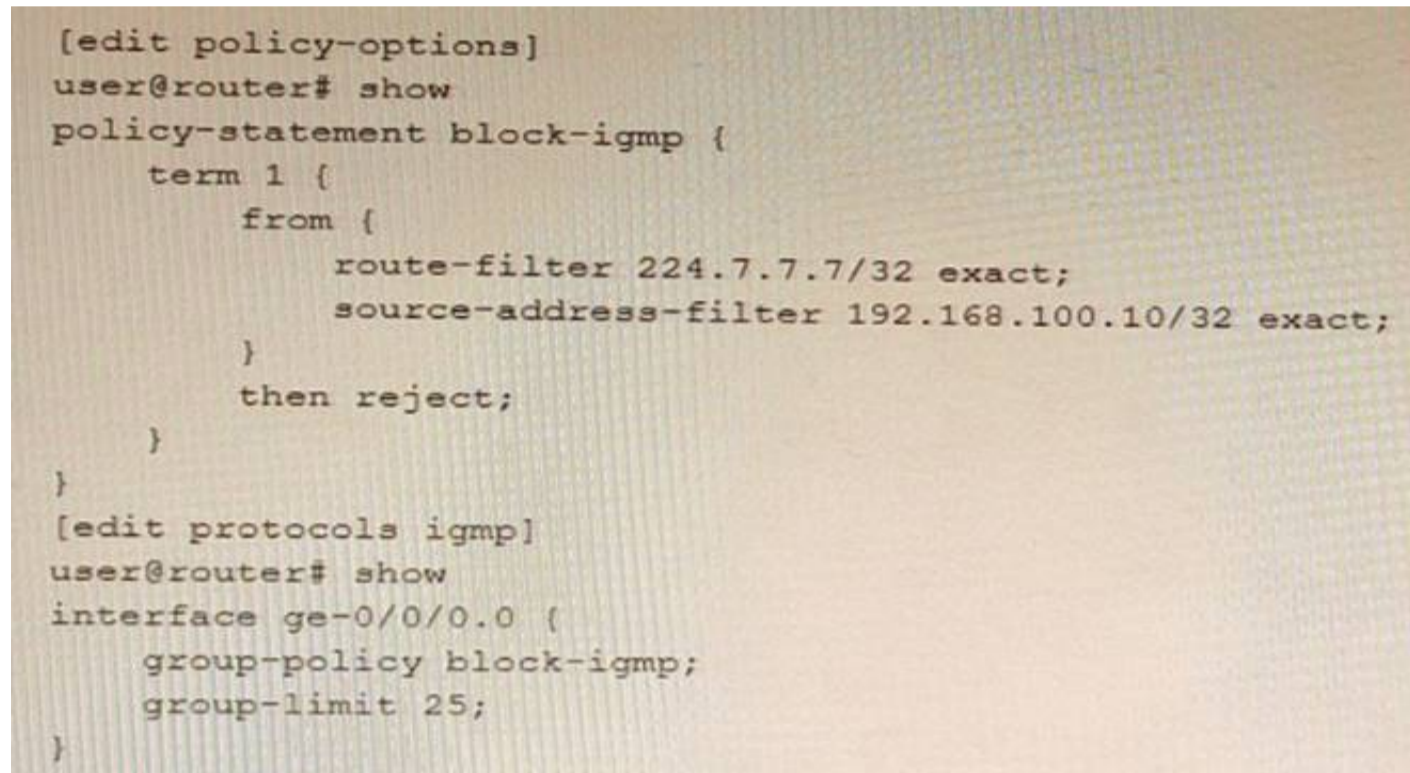 [edit policy-options]
user@router# show
policy-statement block-igmp {
term 1 {
from {
route-filter 224.7.7.7/32 exact;
source-address-filter 192.168.100.10/32 exact;
}
then reject;
}
}
[edit protocols igmp]
user@router# show
interface ge-0/0/0.0 {
group-policy block-igmp;
group-limit 25;
}